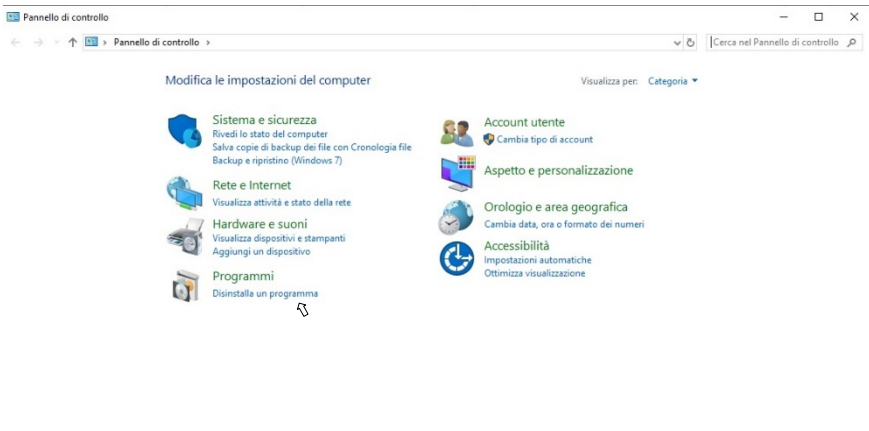 Pannello di controllo
Pannello di controllo
Cerca nel Pannello di controllo
Modifica le impostazioni del computer
Visualizza per: Categoria
Sistema e sicurezza
Rivedi lo stato del computer
Salva copie di backup dei file con Cronologia file
Backup e ripristino (Windows 7)
Rete e Internet
Visualizza attività e stato della rete
Hardware e suoni
Visualizza dispositivi e stampanti
Aggiungi un dispositivo
Programmi
Disinstalla un programma
Account utente
Cambia tipo di account
Aspetto e personalizzazione
Orologio e area geografica
Cambia data, ora o formato dei numeri
Accessibilità
Impostazioni automatiche
Ottimizza visualizzazione